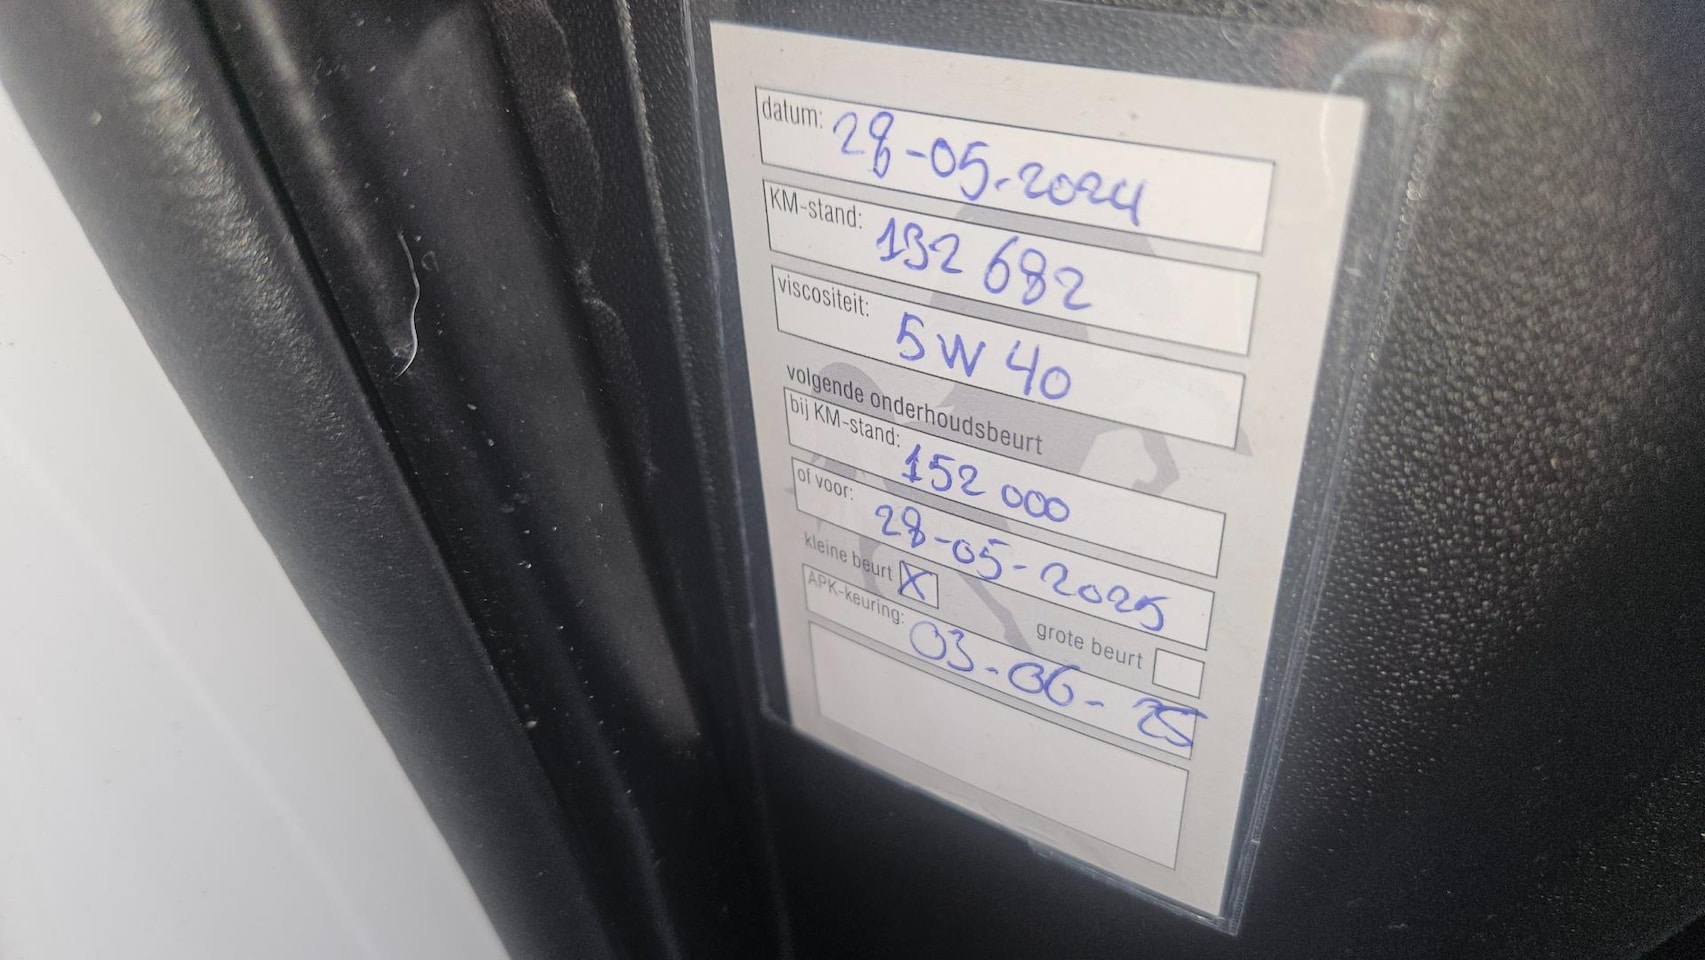 datum: 28-05-2024
KM-stand: 132 682
viscositeit: 5W40
volgende onderhoudsbeurt
bij KM-stand: 152 000
of voor: 28-05-2025
kleine beurt X grote beurt
APK-keuring: 03-06-25